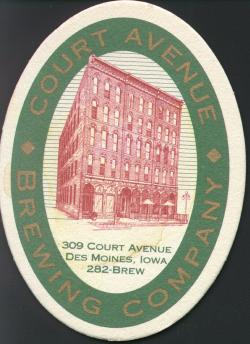 COURT AVENUE
BREWING COMPANY
309 COURT AVENUE
DES MOINES, IOWA
282-BREW